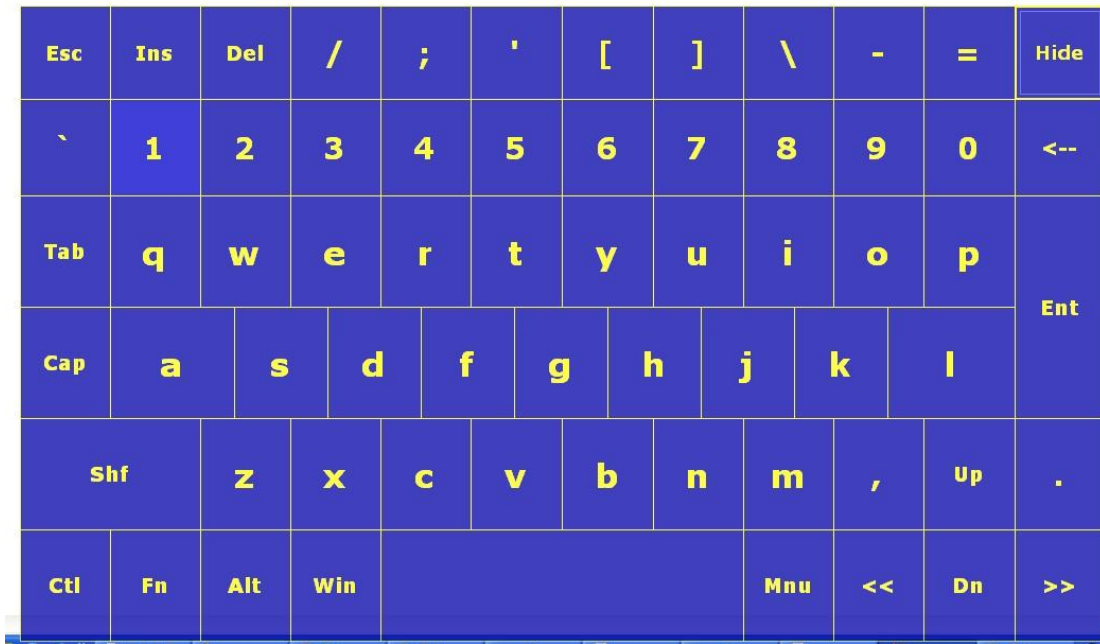 Esc Ins Del / ; ' [ ] \ - = Hide
` 1 2 3 4 5 6 7 8 9 0 <--
Tab q w e r t y u i o p
Ent
Cap a s d f g h j k l
Shf z x c v b n m , Up .
Ctl Fn Alt Win Mnu << Dn >>